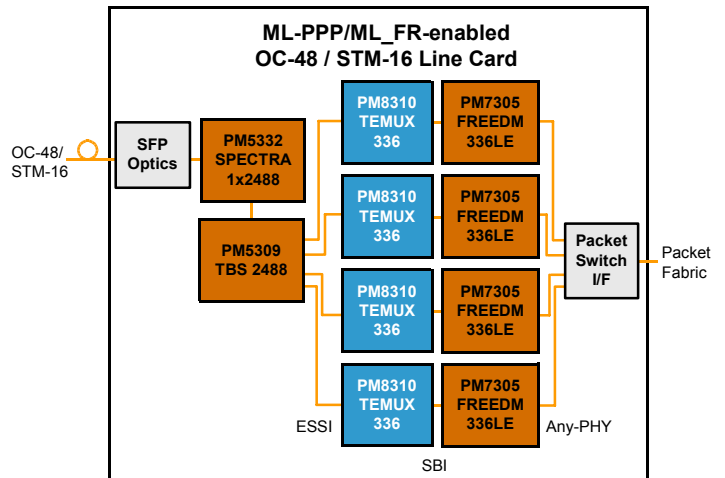 ML-PPP/ML_FR-enabled
OC-48 / STM-16 Line Card
OC-48/
STM-16
SFP
Optics
PM5332
SPECTRA
1x2488
PM5309
TBS 2488
PM8310
TEMUX
336
PM7305
FREEDM
336LE
PM8310
TEMUX
336
PM7305
FREEDM
336LE
PM8310
TEMUX
336
PM7305
FREEDM
336LE
PM8310
TEMUX
336
PM7305
FREEDM
336LE
Packet
Switch
I/F
Packet
Fabric
ESSI
Any-PHY
SBI